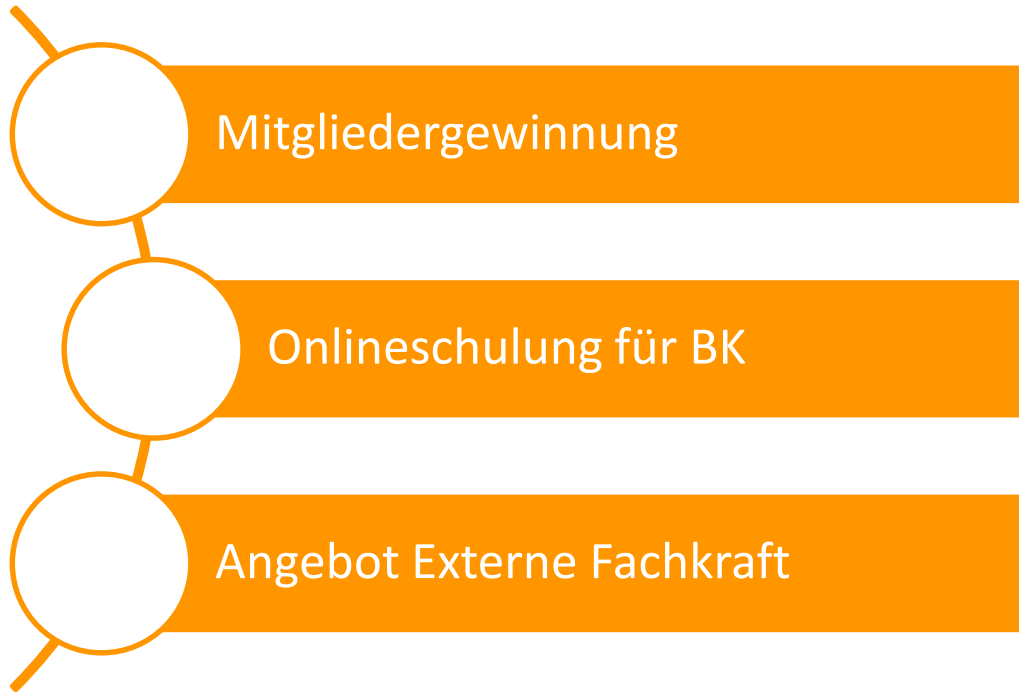 Mitgliedergewinnung
Onlineschulung für BK
Angebot Externe Fachkraft